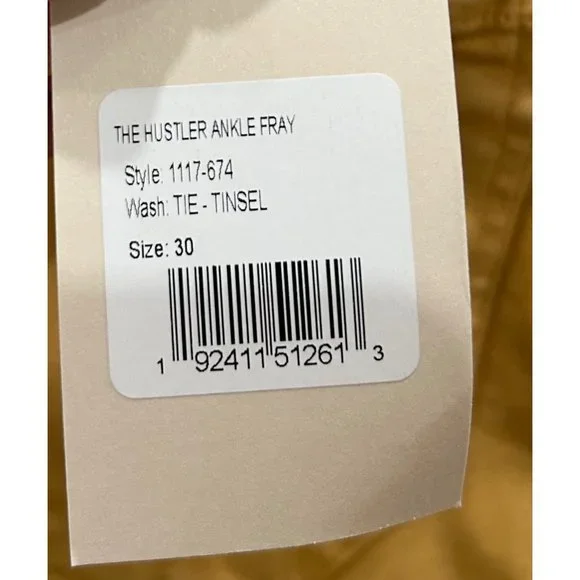 THE HUSTLER ANKLE FRAY
Style: 1117-674
Wash: TIE - TINSEL
Size: 30
1 92411 51261 3